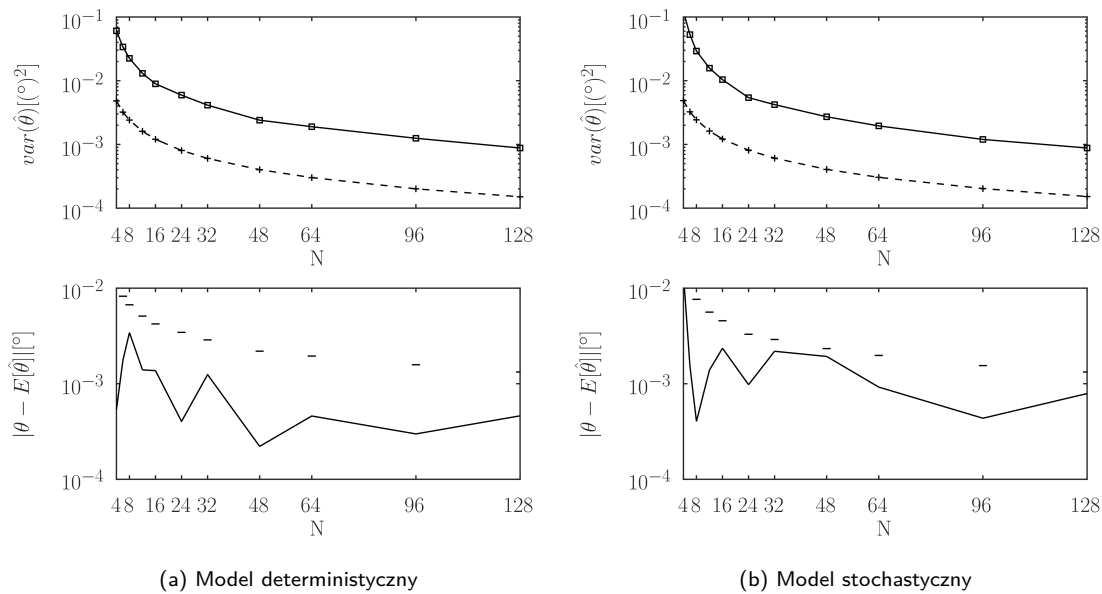 var(θ̂)[(°)²]
10⁻¹
10⁻²
10⁻³
10⁻⁴
4 8 16 24 32 48 64 96 128
N
var(θ̂)[(°)²]
10⁻¹
10⁻²
10⁻³
10⁻⁴
4 8 16 24 32 48 64 96 128
N
|θ − E[θ̂]|[°]
10⁻²
10⁻³
10⁻⁴
4 8 16 24 32 48 64 96 128
N
|θ − E[θ̂]|[°]
10⁻²
10⁻³
10⁻⁴
4 8 16 24 32 48 64 96 128
N
(a) Model deterministyczny
(b) Model stochastyczny